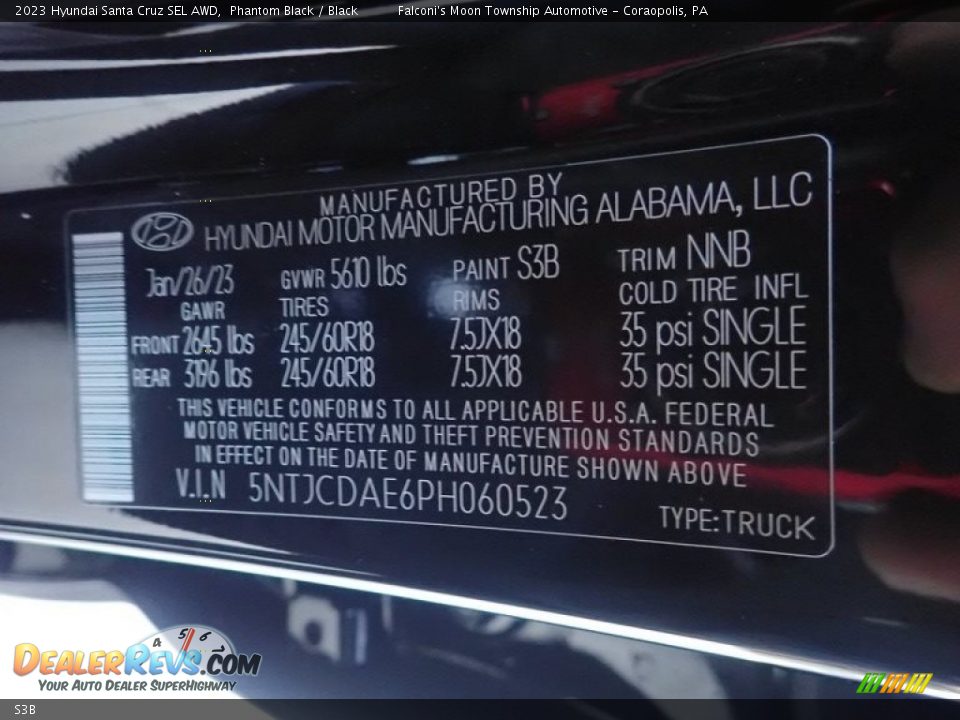 2023 Hyundai Santa Cruz SEL AWD, Phantom Black / Black Falconi's Moon Township Automotive - Coraopolis, PA
MANUFACTURED BY
HYUNDAI MOTOR MANUFACTURING ALABAMA, LLC
Jan/26/23 GVWR 5610 lbs PAINT S3B TRIM NNB
GAWR TIRES RIMS COLD TIRE INFL
FRONT 2645 lbs 245/60R18 7.5JX18 35 psi SINGLE
REAR 3196 lbs 245/60R18 7.5JX18 35 psi SINGLE
THIS VEHICLE CONFORMS TO ALL APPLICABLE U.S.A. FEDERAL
MOTOR VEHICLE SAFETY AND THEFT PREVENTION STANDARDS
IN EFFECT ON THE DATE OF MANUFACTURE SHOWN ABOVE
V.I.N 5NTJCDAE6PH060523 TYPE:TRUCK
4 5 6
DEALERREVS.COM
YOUR AUTO DEALER SUPERHIGHWAY
S3B